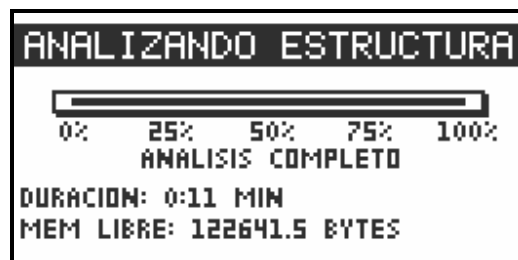 ANALIZANDO ESTRUCTURA
0% 25% 50% 75% 100%
ANALISIS COMPLETO
DURACION: 0:11 MIN
MEM LIBRE: 122641.5 BYTES